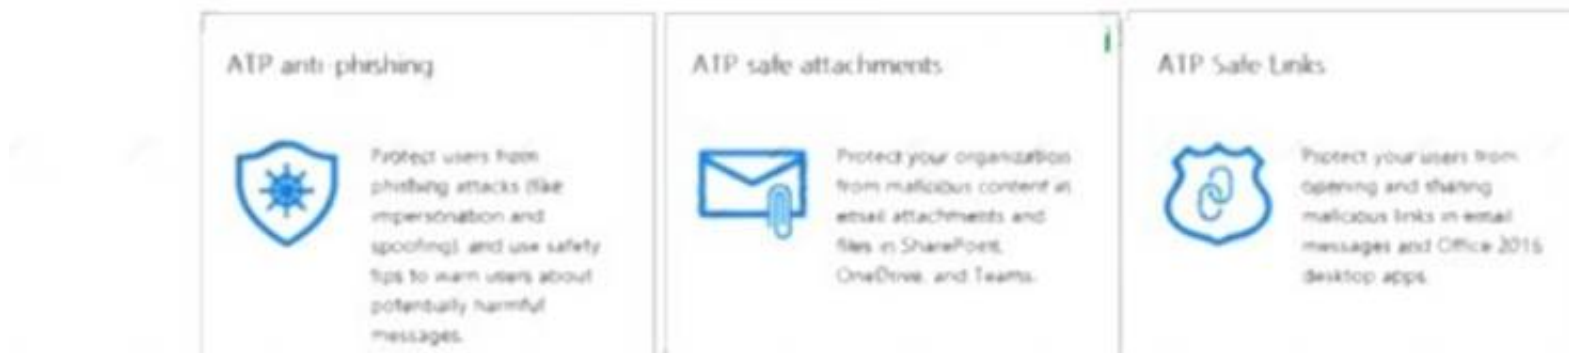 ATP anti-phishing
Protect users from
phishing attacks (like
impersonation and
spoofing), and use safety
tips to warn users about
potentially harmful
messages.
ATP safe attachments
Protect your organization
from malicious content in
email attachments and
files in SharePoint,
OneDrive, and Teams.
ATP Safe Links
Protect your users from
opening and sharing
malicious links in email
messages and Office 2016
desktop apps.